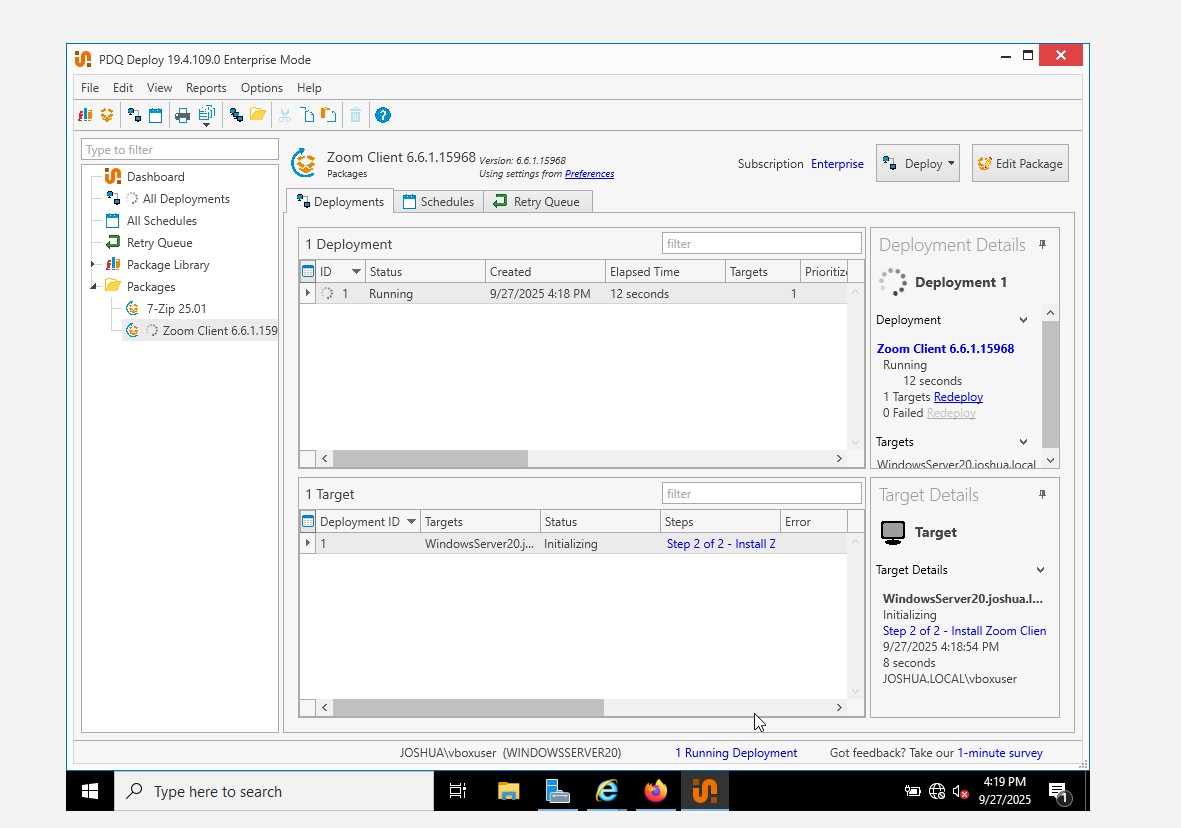 PDQ Deploy 19.4.109.0 Enterprise Mode
File Edit View Reports Options Help
Type to filter
Dashboard
All Deployments
All Schedules
Retry Queue
Package Library
Packages
7-Zip 25.01
Zoom Client 6.6.1.159
Zoom Client 6.6.1.15968 Version: 6.6.1.15968
Packages Using settings from Preferences
Subscription Enterprise
Deploy
Edit Package
Deployments Schedules Retry Queue
1 Deployment filter
ID Status Created Elapsed Time Targets Prioritiz
1 Running 9/27/2025 4:18 PM 12 seconds 1
Deployment Details
Deployment 1
Deployment
Zoom Client 6.6.1.15968
Running
12 seconds
1 Targets Redeploy
0 Failed Redeploy
Targets
WindowsServer20.joshua.local
1 Target filter
Deployment ID Targets Status Steps Error
1 WindowsServer20.j... Initializing Step 2 of 2 - Install Z
Target Details
Target
Target Details
WindowsServer20.joshua.l...
Initializing
Step 2 of 2 - Install Zoom Clien
9/27/2025 4:18:54 PM
8 seconds
JOSHUA.LOCAL\vboxuser
JOSHUA\vboxuser (WINDOWSSERVER20) 1 Running Deployment Got feedback? Take our 1-minute survey
Type here to search
4:19 PM
9/27/2025
1